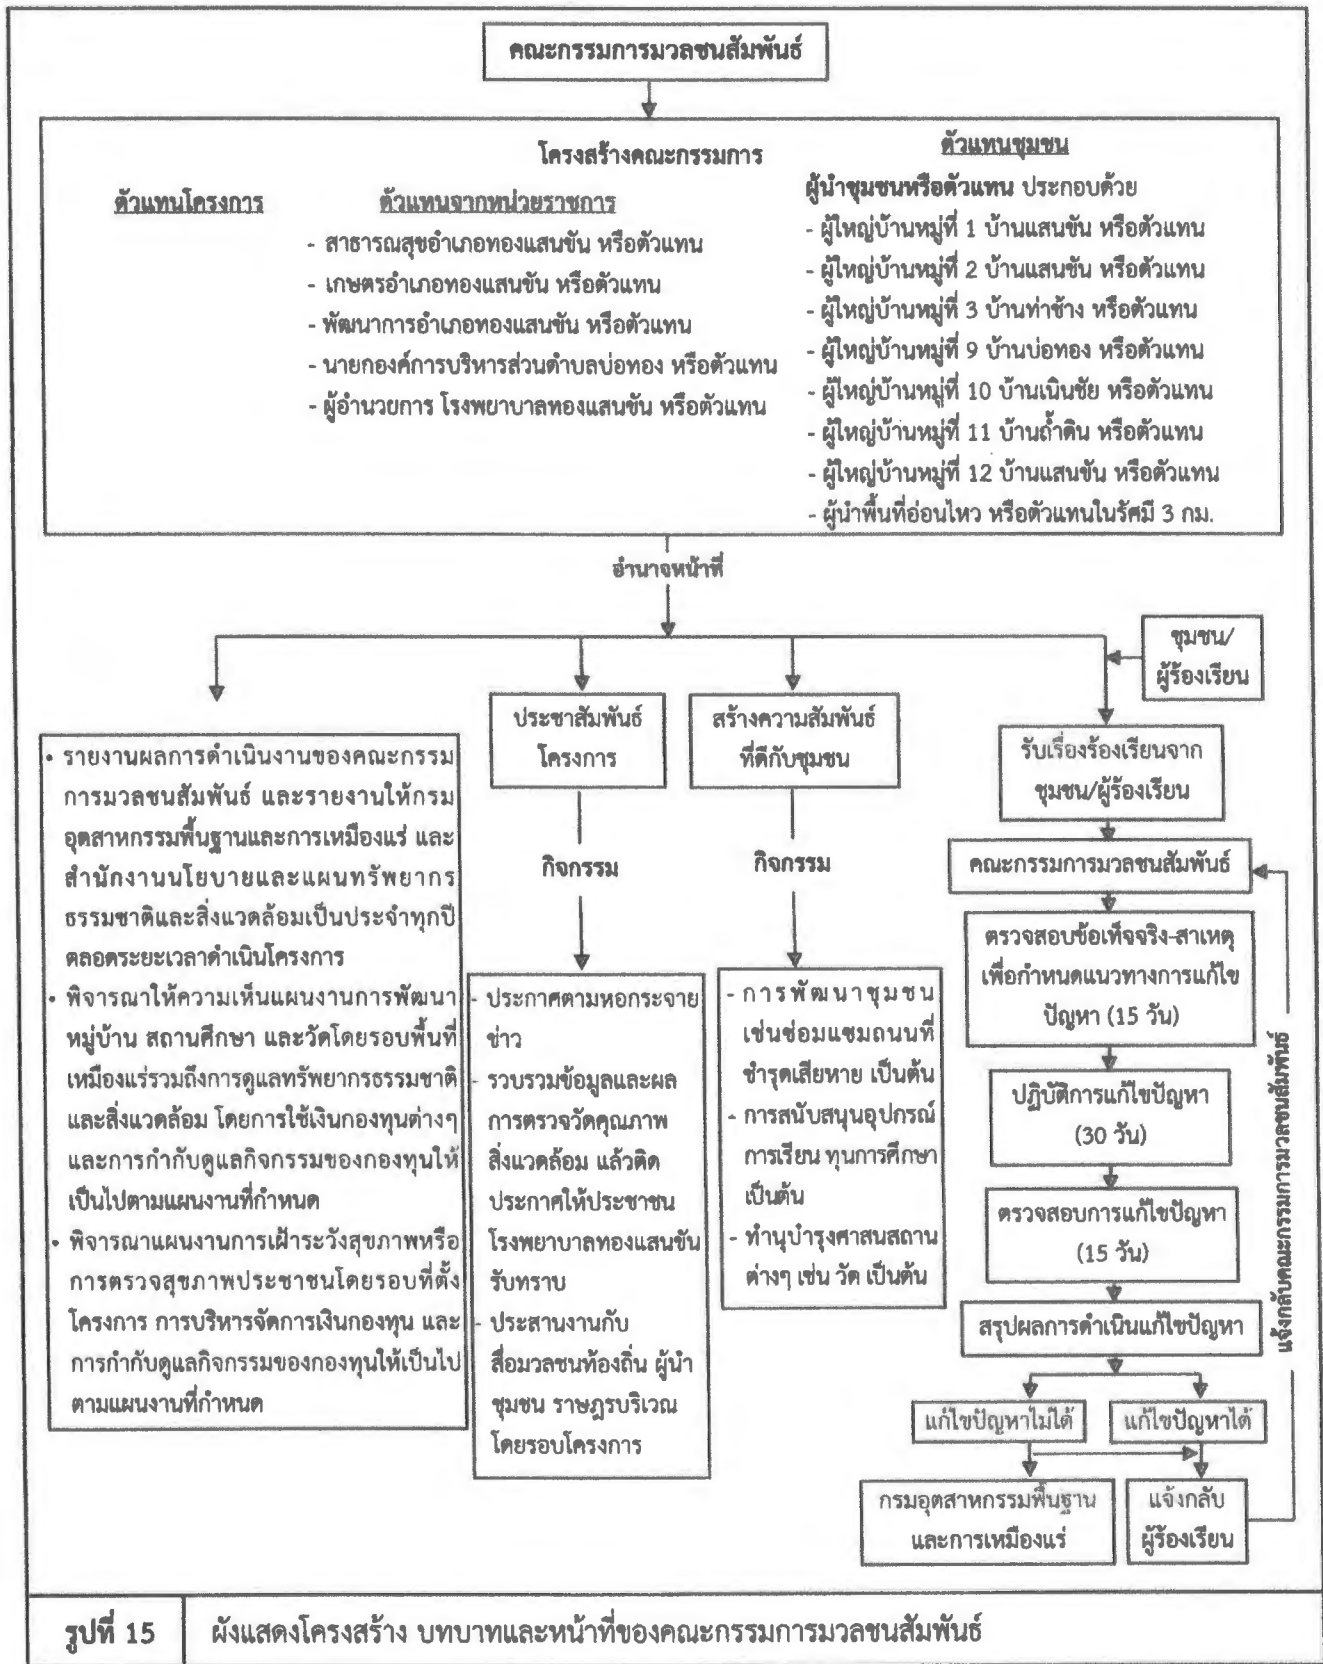 คณะกรรมการมวลชนสัมพันธ์
โครงสร้างคณะกรรมการ
ตัวแทนโครงการ
ตัวแทนจากหน่วยราชการ
- สาธารณสุขอำเภอทองแสนขัน หรือตัวแทน
- เกษตรอำเภอทองแสนขัน หรือตัวแทน
- พัฒนาการอำเภอทองแสนขัน หรือตัวแทน
- นายกองค์การบริหารส่วนตำบลบ่อทอง หรือตัวแทน
- ผู้อำนวยการ โรงพยาบาลทองแสนขัน หรือตัวแทน
ตัวแทนชุมชน
ผู้นำชุมชนหรือตัวแทน ประกอบด้วย
- ผู้ใหญ่บ้านหมู่ที่ 1 บ้านแสนขัน หรือตัวแทน
- ผู้ใหญ่บ้านหมู่ที่ 2 บ้านแสนขัน หรือตัวแทน
- ผู้ใหญ่บ้านหมู่ที่ 3 บ้านท่าช้าง หรือตัวแทน
- ผู้ใหญ่บ้านหมู่ที่ 9 บ้านบ่อทอง หรือตัวแทน
- ผู้ใหญ่บ้านหมู่ที่ 10 บ้านเนินชัย หรือตัวแทน
- ผู้ใหญ่บ้านหมู่ที่ 11 บ้านถ้ำดิน หรือตัวแทน
- ผู้ใหญ่บ้านหมู่ที่ 12 บ้านแสนขัน หรือตัวแทน
- ผู้นำพื้นที่อ่อนไหว หรือตัวแทนในรัศมี 3 กม.
อำนาจหน้าที่
• รายงานผลการดำเนินงานของคณะกรรม
การมวลชนสัมพันธ์ และรายงานให้กรม
อุตสาหกรรมพื้นฐานและการเหมืองแร่ และ
สำนักงานนโยบายและแผนทรัพยากร
ธรรมชาติและสิ่งแวดล้อมเป็นประจำทุกปี
ตลอดระยะเวลาดำเนินโครงการ
• พิจารณาให้ความเห็นแผนงานการพัฒนา
หมู่บ้าน สถานศึกษา และวัดโดยรอบพื้นที่
เหมืองแร่รวมถึงการดูแลทรัพยากรธรรมชาติ
และสิ่งแวดล้อม โดยการใช้เงินกองทุนต่างๆ
และการกำกับดูแลกิจกรรมของกองทุนให้
เป็นไปตามแผนงานที่กำหนด
• พิจารณาแผนงานการเฝ้าระวังสุขภาพหรือ
การตรวจสุขภาพประชาชนโดยรอบที่ตั้ง
โครงการ การบริหารจัดการเงินกองทุน และ
การกำกับดูแลกิจกรรมของกองทุนให้เป็นไป
ตามแผนงานที่กำหนด
ประชาสัมพันธ์
โครงการ
กิจกรรม
- ประกาศตามหอกระจาย
ข่าว
- รวบรวมข้อมูลและผล
การตรวจวัดคุณภาพ
สิ่งแวดล้อม แล้วติด
ประกาศให้ประชาชน
โรงพยาบาลทองแสนขัน
รับทราบ
- ประสานงานกับ
สื่อมวลชนท้องถิ่น ผู้นำ
ชุมชน ราษฎรบริเวณ
โดยรอบโครงการ
สร้างความสัมพันธ์
ที่ดีกับชุมชน
กิจกรรม
- การพัฒนาชุมชน
เช่นซ่อมแซมถนนที่
ชำรุดเสียหาย เป็นต้น
- การสนับสนุนอุปกรณ์
การเรียน ทุนการศึกษา
เป็นต้น
- ทำนุบำรุงศาสนสถาน
ต่างๆ เช่น วัด เป็นต้น
ชุมชน/
ผู้ร้องเรียน
รับเรื่องร้องเรียนจาก
ชุมชน/ผู้ร้องเรียน
คณะกรรมการมวลชนสัมพันธ์
ตรวจสอบข้อเท็จจริง-สาเหตุ
เพื่อกำหนดแนวทางการแก้ไข
ปัญหา (15 วัน)
ปฏิบัติการแก้ไขปัญหา
(30 วัน)
ตรวจสอบการแก้ไขปัญหา
(15 วัน)
สรุปผลการดำเนินแก้ไขปัญหา
แก้ไขปัญหาไม่ได้
แก้ไขปัญหาได้
กรมอุตสาหกรรมพื้นฐาน
และการเหมืองแร่
แจ้งกลับ
ผู้ร้องเรียน
แจ้งกลับคณะกรรมการมวลชนสัมพันธ์
รูปที่ 15
ผังแสดงโครงสร้าง บทบาทและหน้าที่ของคณะกรรมการมวลชนสัมพันธ์